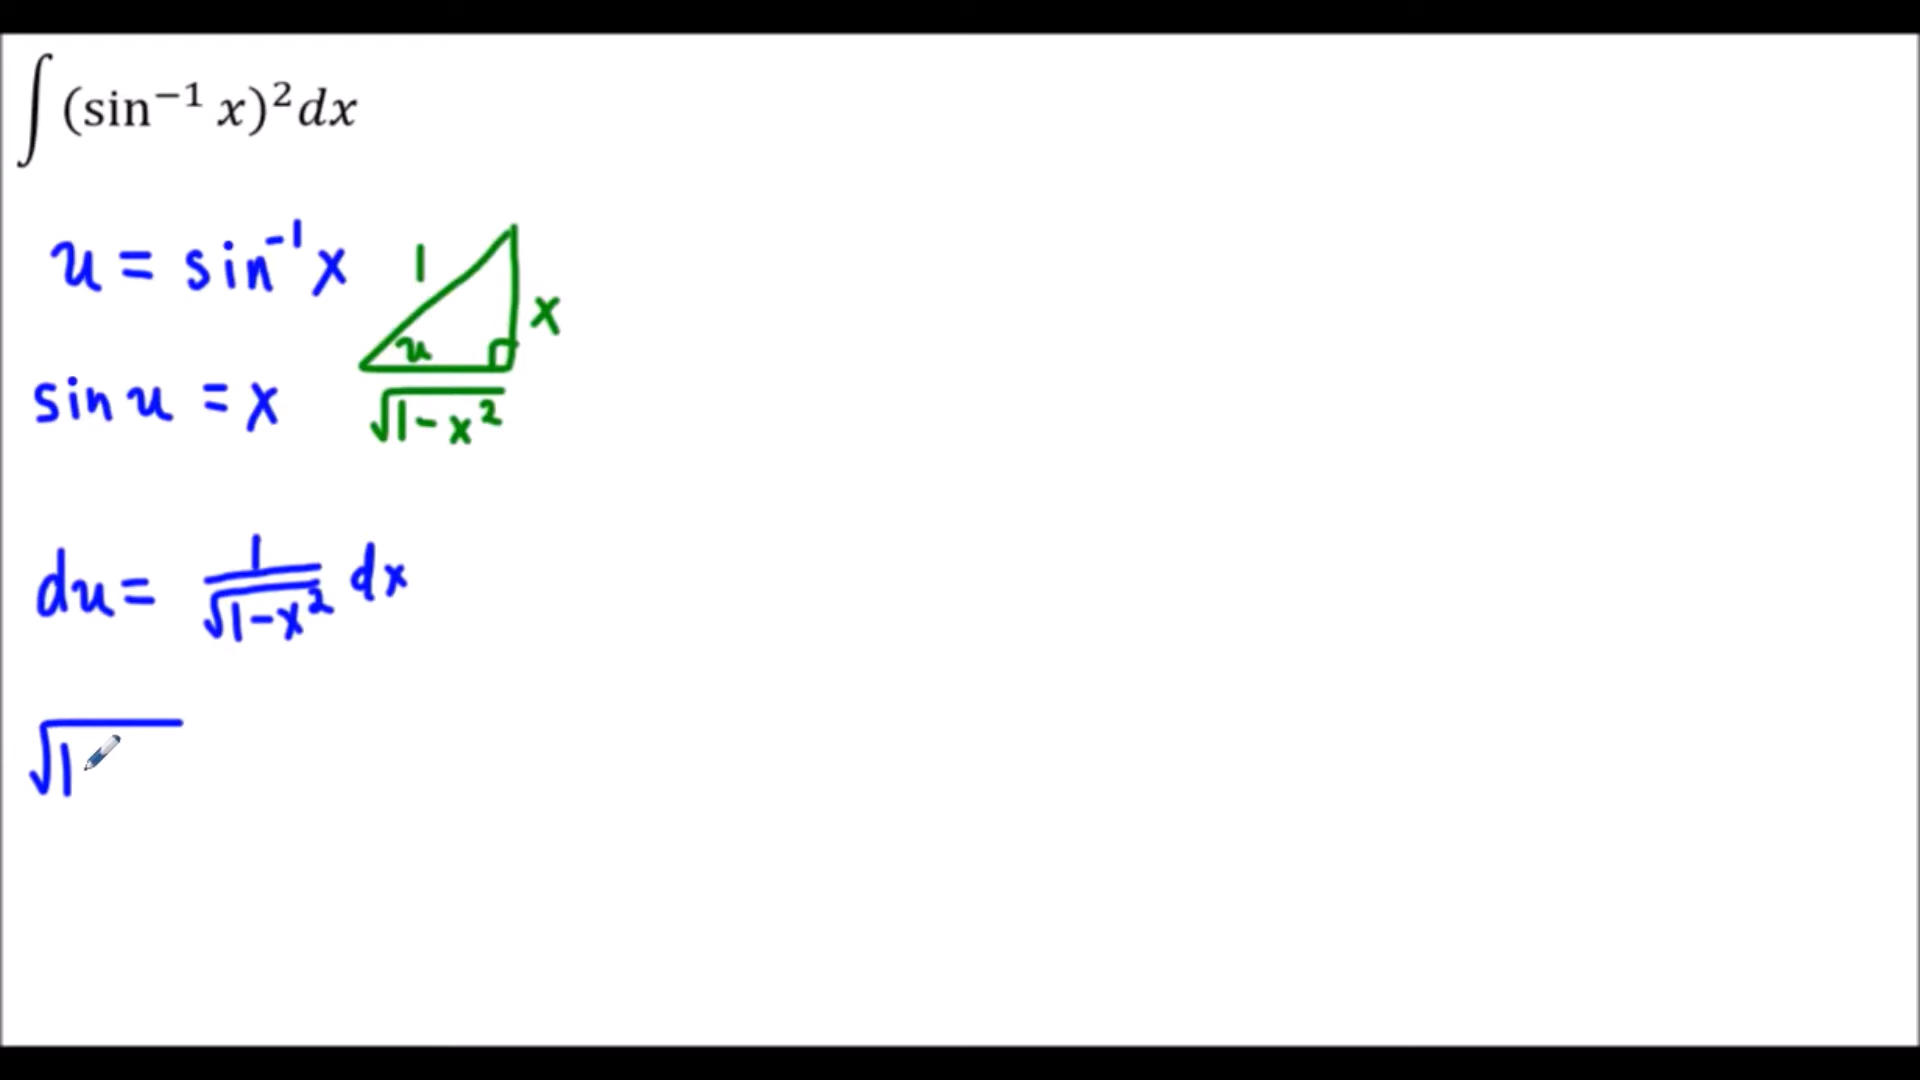 ∫(sin⁻¹ x)²dx
u = sin⁻¹x
1
x
u
sin u = x
√(1-x²)
du = 1/√(1-x²) dx
√1